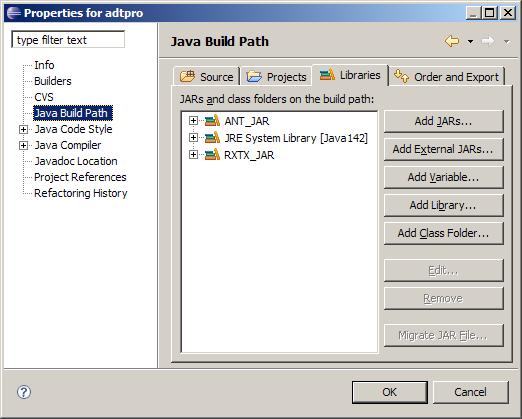 Properties for adtpro
type filter text
Info
Builders
CVS
Java Build Path
Java Code Style
Java Compiler
Javadoc Location
Project References
Refactoring History
Java Build Path
Source
Projects
Libraries
Order and Export
JARs and class folders on the build path:
ANT_JAR
JRE System Library [Java142]
RXTX_JAR
Add JARs...
Add External JARs...
Add Variable...
Add Library...
Add Class Folder...
Edit...
Remove
Migrate JAR File...
?
OK
Cancel